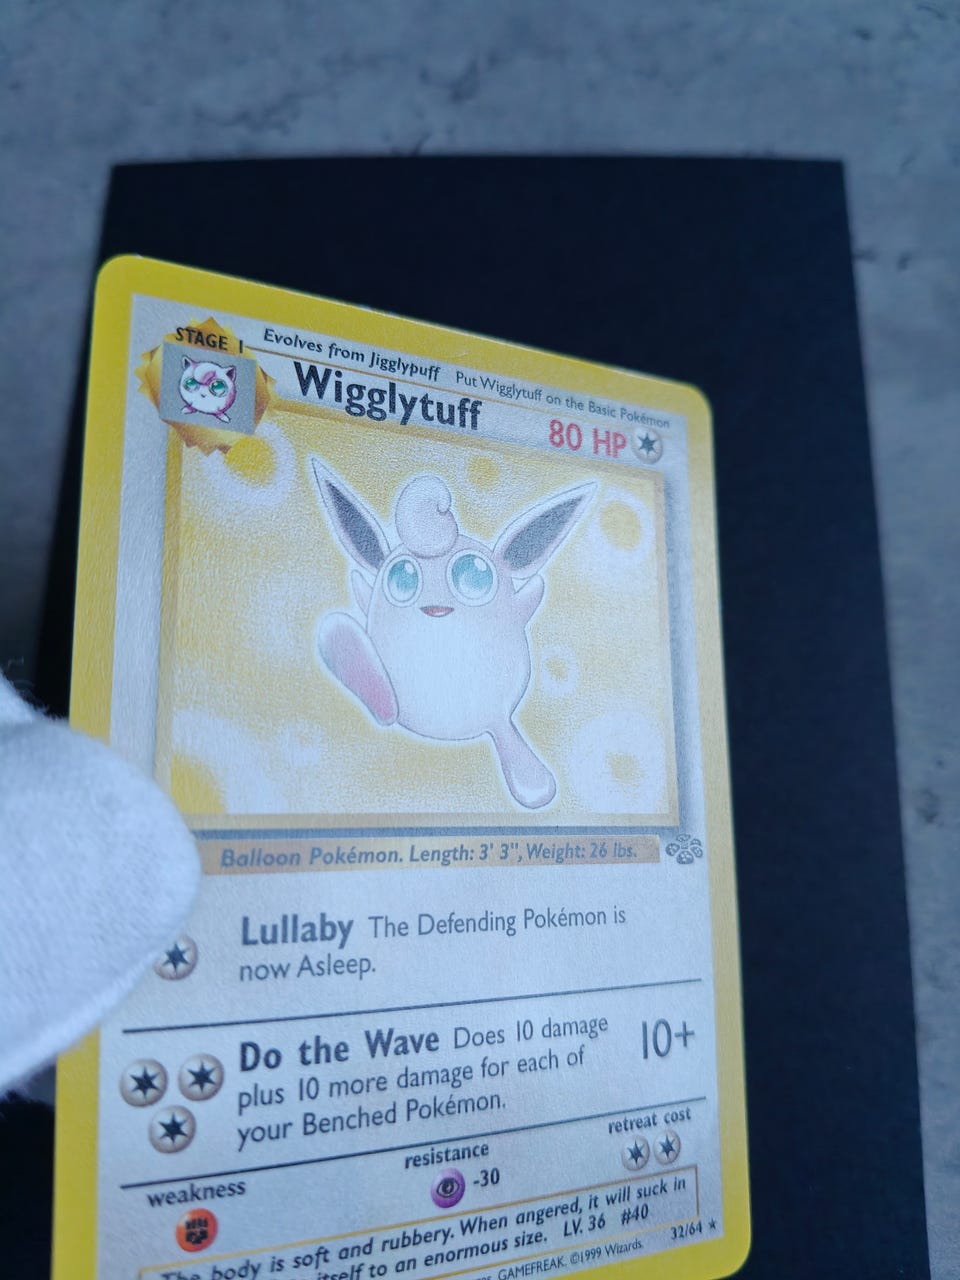 STAGE 1 Evolves from Jigglypuff Put Wigglytuff on the Basic Pokémon
Wigglytuff 80 HP
Balloon Pokémon. Length: 3' 3", Weight: 26 lbs.
Lullaby The Defending Pokémon is
now Asleep.
Do the Wave Does 10 damage 10+
plus 10 more damage for each of
your Benched Pokémon.
weakness resistance retreat cost
-30
body is soft and rubbery. When angered, it will suck in
itself to an enormous size. LV. 36 #40
GAMEFREAK. ©1999 Wizards. 32/64 ★